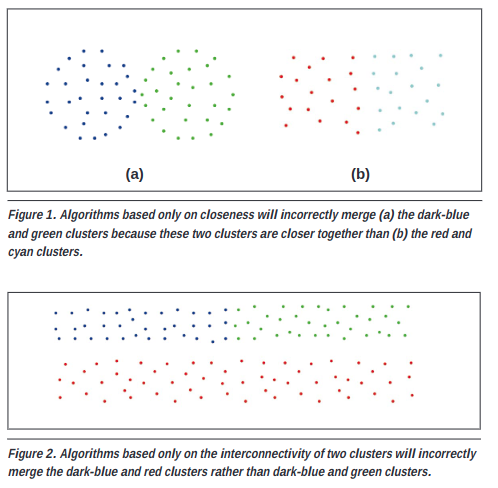 (a)
(b)
Figure 1. Algorithms based only on closeness will incorrectly merge (a) the dark-blue
and green clusters because these two clusters are closer together than (b) the red and
cyan clusters.
Figure 2. Algorithms based only on the interconnectivity of two clusters will incorrectly
merge the dark-blue and red clusters rather than dark-blue and green clusters.